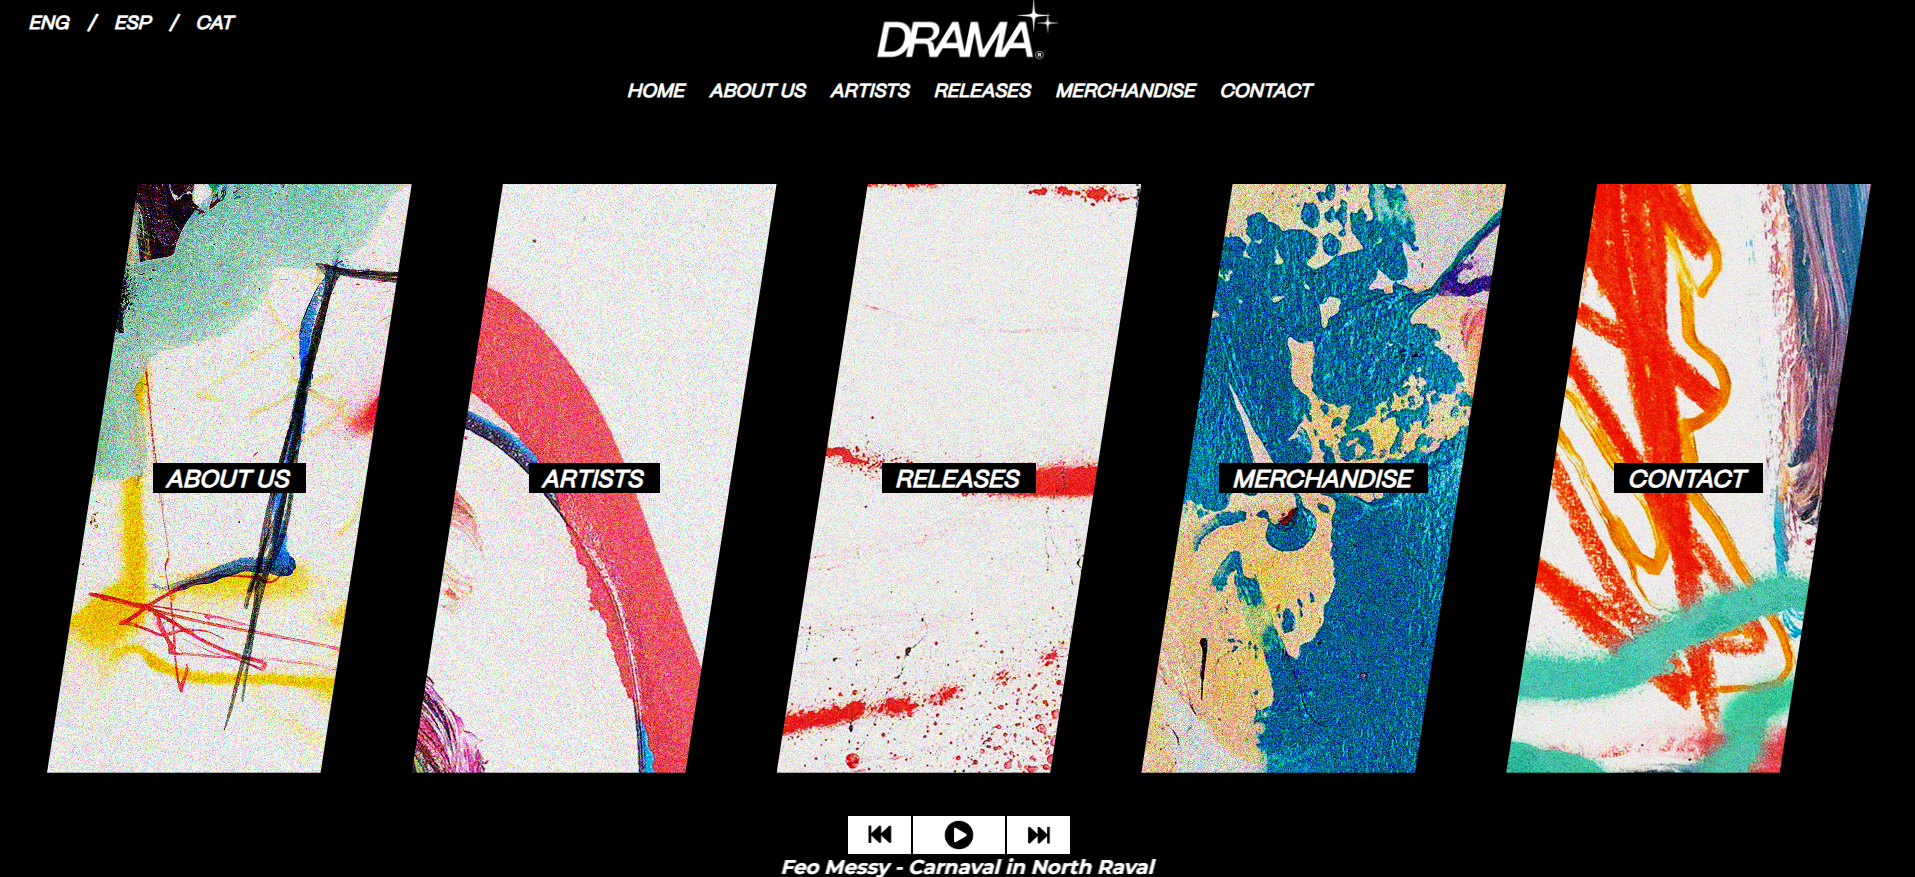 ENG / ESP / CAT
DRAMA®
HOME ABOUT US ARTISTS RELEASES MERCHANDISE CONTACT
ABOUT US
ARTISTS
RELEASES
MERCHANDISE
CONTACT
Feo Messy - Carnaval in North Raval